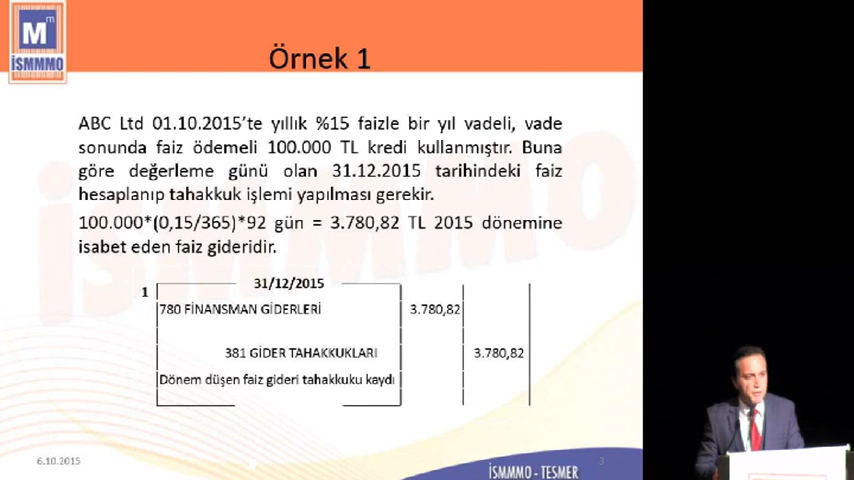 Mm
İSMMMO
Örnek 1
ABC Ltd 01.10.2015'te yıllık %15 faizle bir yıl vadeli, vade
sonunda faiz ödemeli 100.000 TL kredi kullanmıştır. Buna
göre değerleme günü olan 31.12.2015 tarihindeki faiz
hesaplanıp tahakkuk işlemi yapılması gerekir.
100.000*(0,15/365)*92 gün = 3.780,82 TL 2015 dönemine
isabet eden faiz gideridir.
31/12/2015
1
780 FİNANSMAN GİDERLERİ 3.780,82
381 GİDER TAHAKKUKLARI 3.780,82
Dönem düşen faiz gideri tahakkuku kaydı
6.10.2015
İSMMMO - TESMER
3